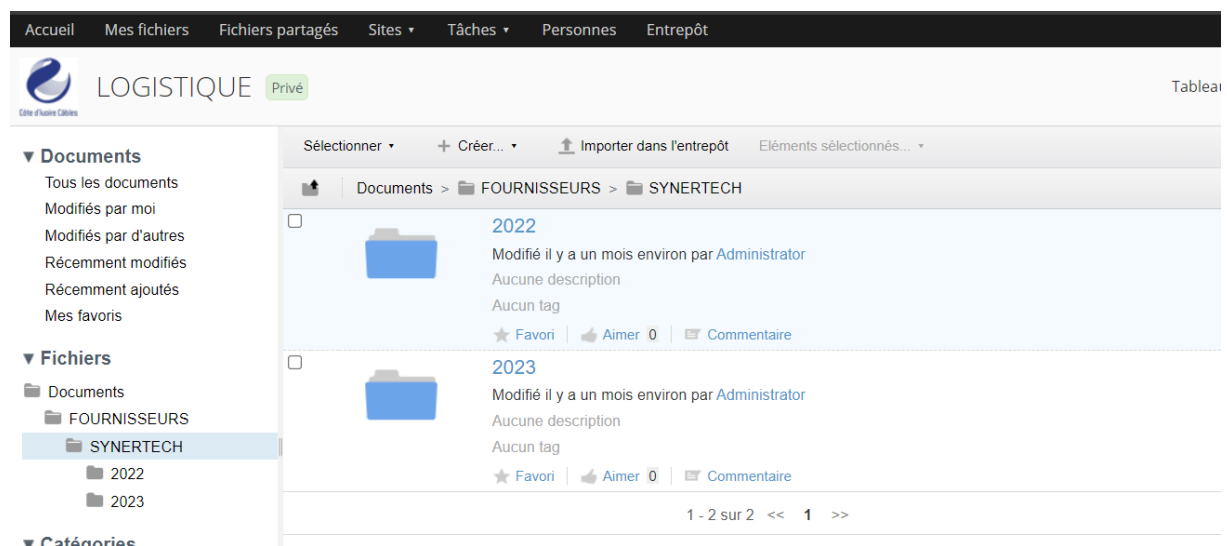 Accueil Mes fichiers Fichiers partagés Sites ▾ Tâches ▾ Personnes Entrepôt
Côte d'Ivoire Câbles
LOGISTIQUE Privé
Tableau
▼ Documents
Tous les documents
Modifiés par moi
Modifiés par d'autres
Récemment modifiés
Récemment ajoutés
Mes favoris
▼ Fichiers
Documents
FOURNISSEURS
SYNERTECH
2022
2023
▼ Catégories
Sélectionner ▾ + Créer... ▾ Importer dans l'entrepôt Eléments sélectionnés... ▾
Documents > FOURNISSEURS > SYNERTECH
2022
Modifié il y a un mois environ par Administrator
Aucune description
Aucun tag
Favori Aimer 0 Commentaire
2023
Modifié il y a un mois environ par Administrator
Aucune description
Aucun tag
Favori Aimer 0 Commentaire
1 - 2 sur 2 << 1 >>